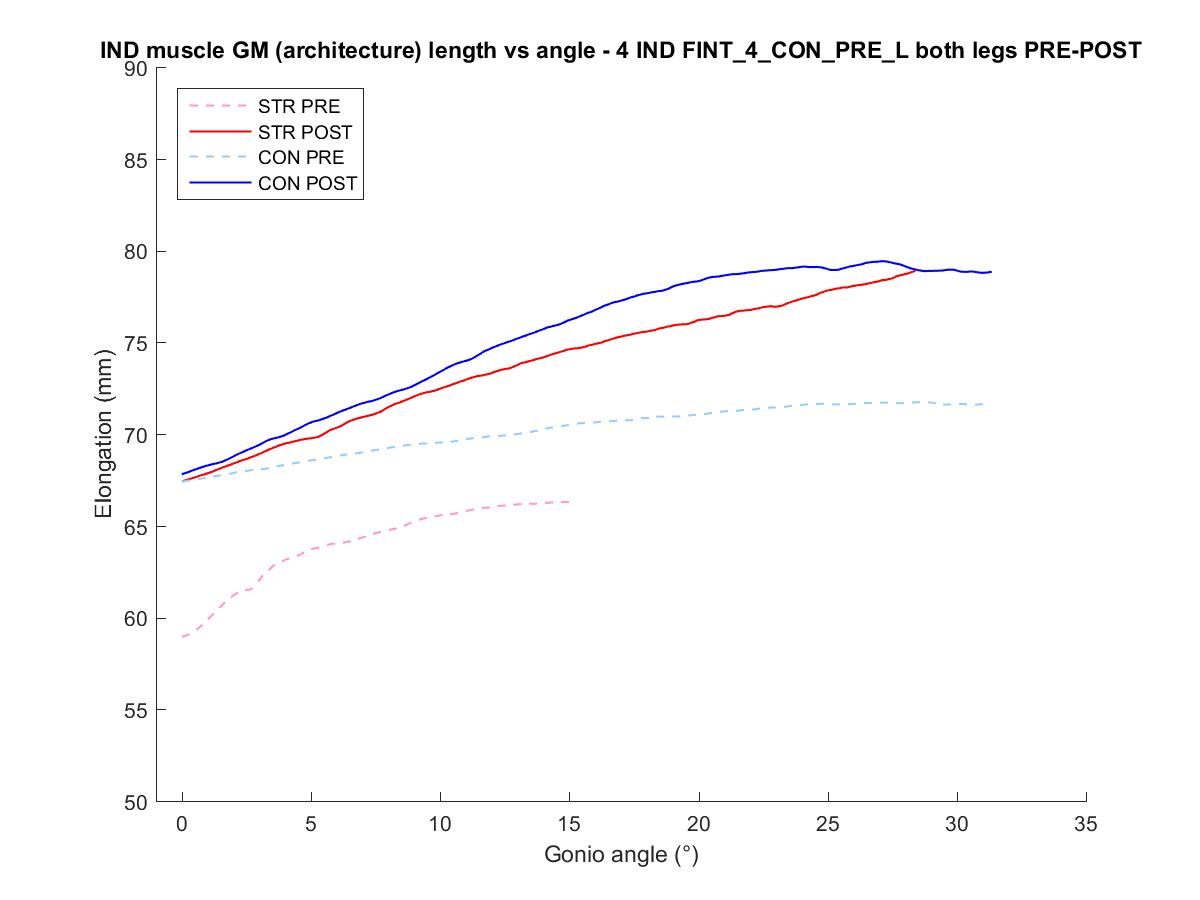 IND muscle GM (architecture) length vs angle - 4 IND FINT_4_CON_PRE_L both legs PRE-POST
90
85
80
75
70
65
60
55
50
STR PRE
STR POST
CON PRE
CON POST
Elongation (mm)
0 5 10 15 20 25 30 35
Gonio angle (°)